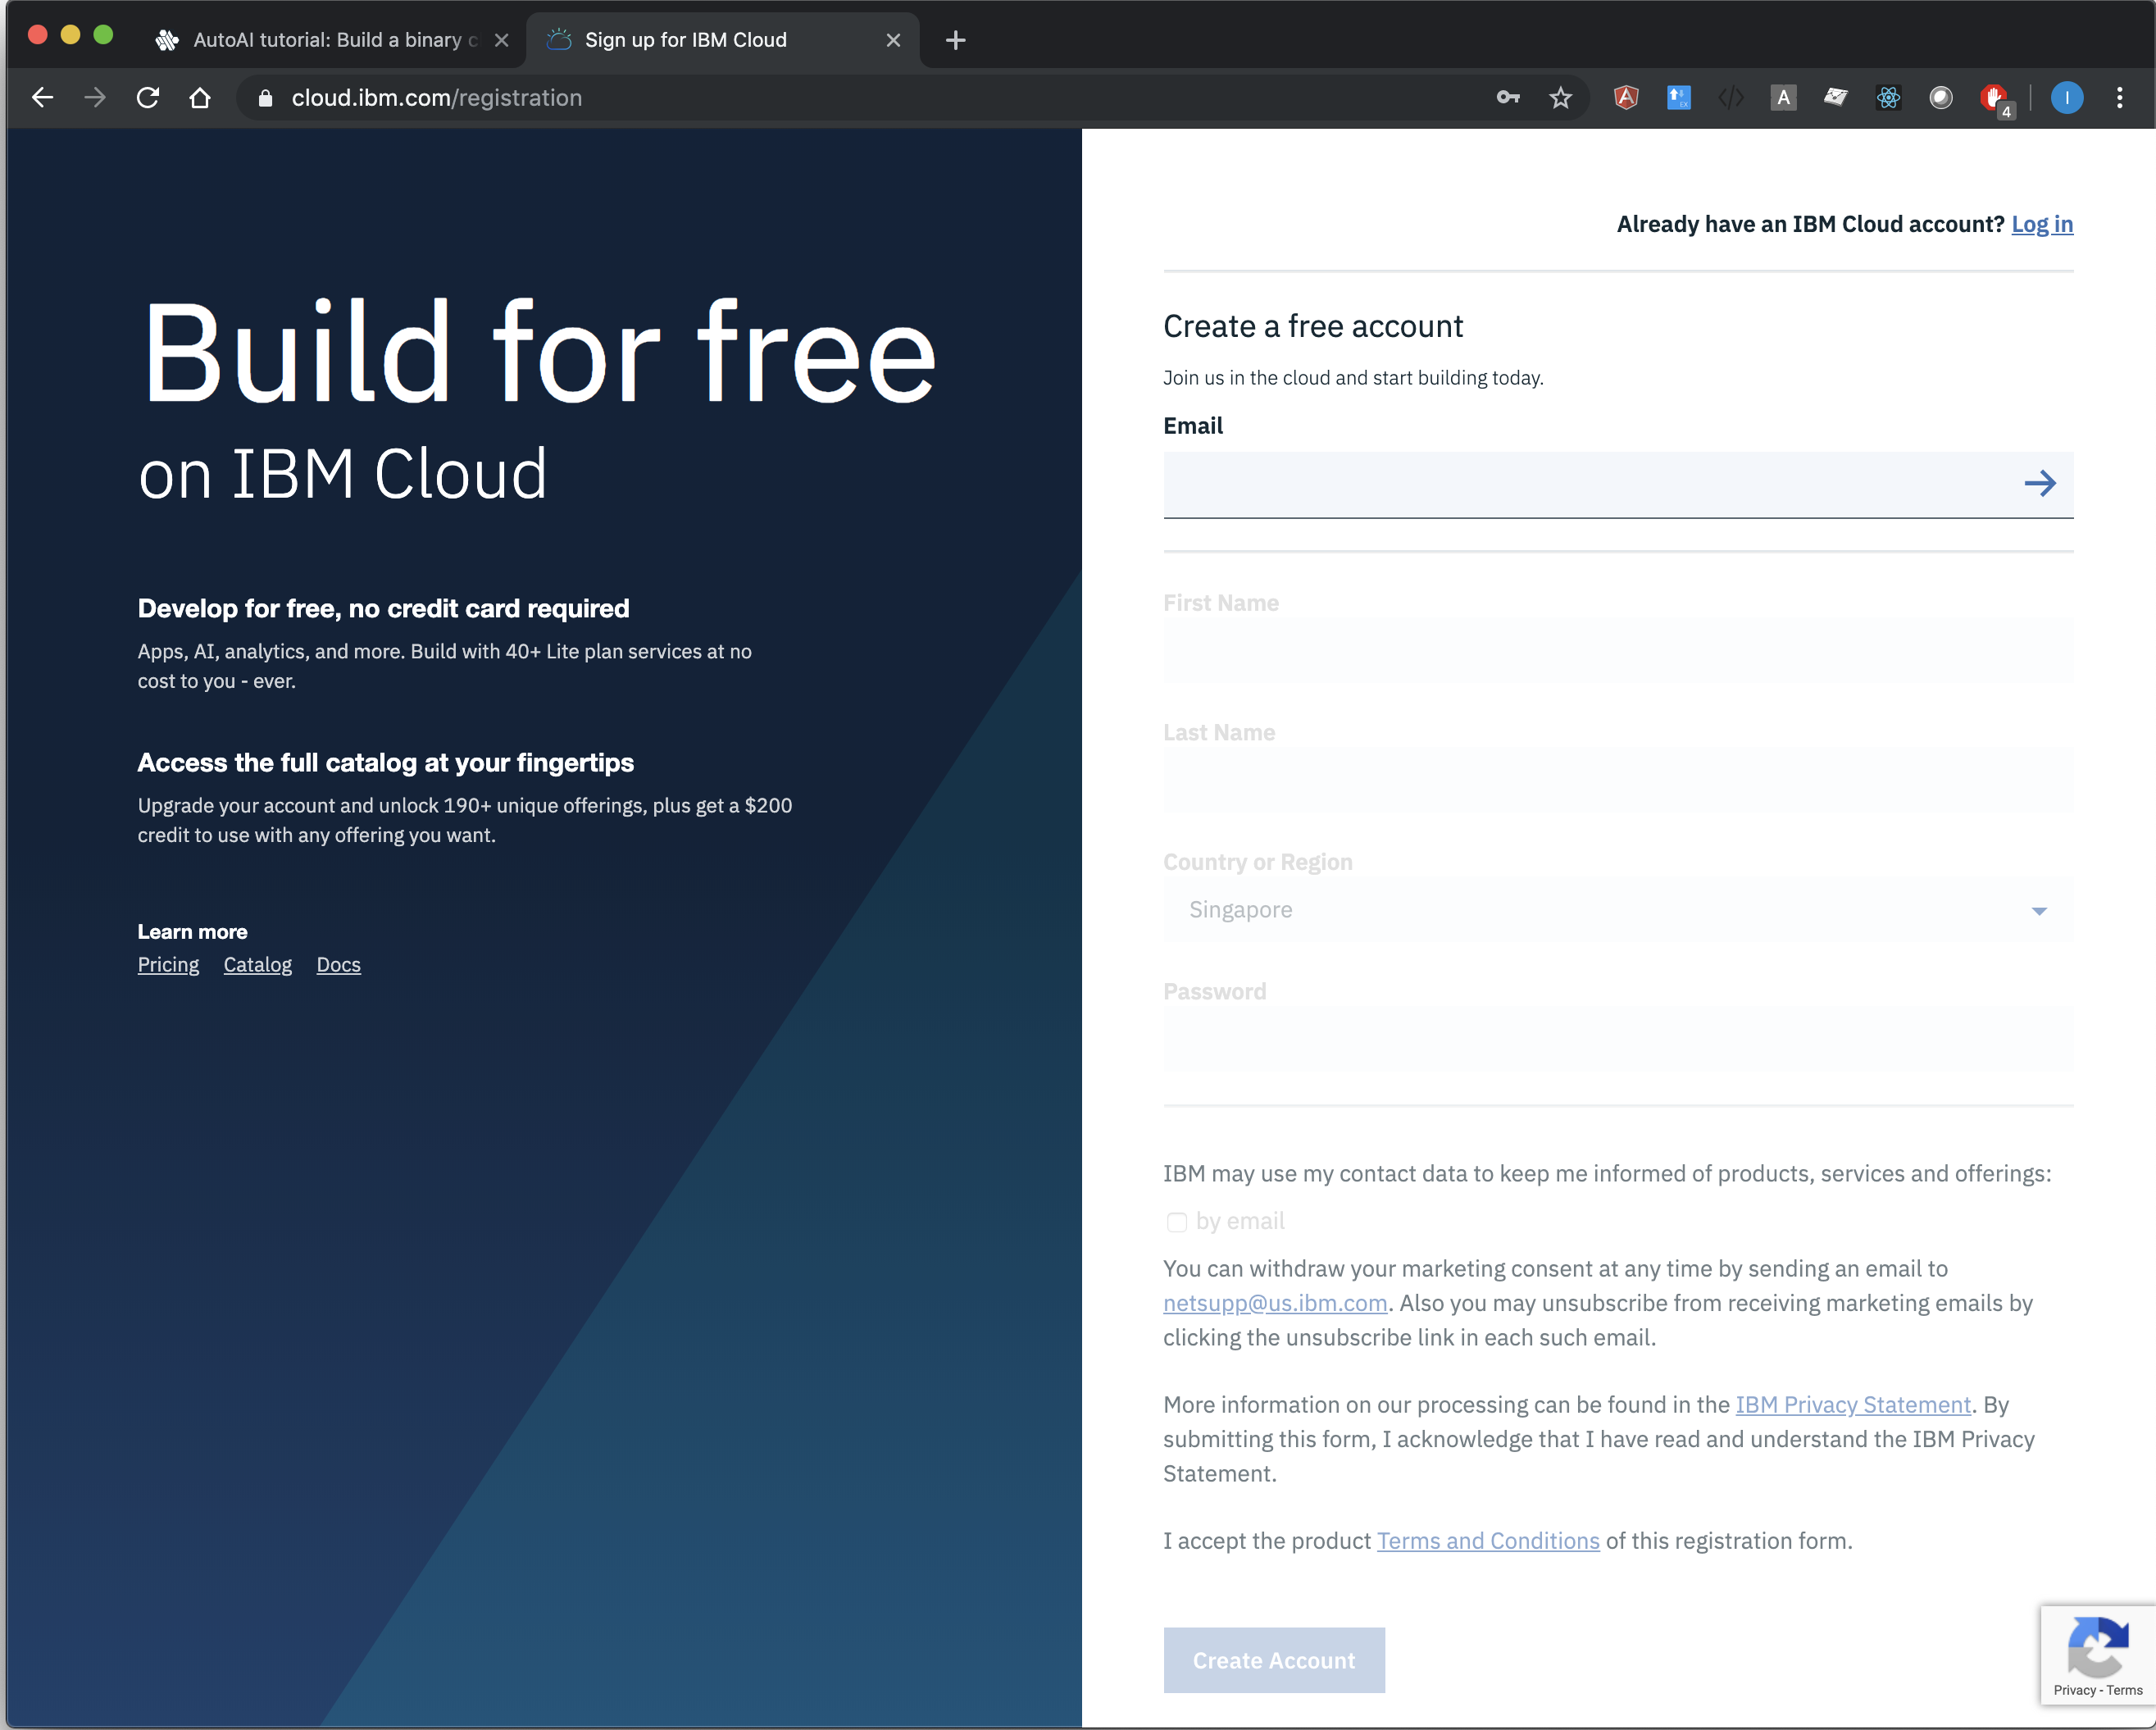 AutoAI tutorial: Build a binary c
Sign up for IBM Cloud
cloud.ibm.com/registration
A
4
I
Build for free
on IBM Cloud
Develop for free, no credit card required
Apps, AI, analytics, and more. Build with 40+ Lite plan services at no
cost to you - ever.
Access the full catalog at your fingertips
Upgrade your account and unlock 190+ unique offerings, plus get a $200
credit to use with any offering you want.
Learn more
Pricing Catalog Docs
Already have an IBM Cloud account? Log in
Create a free account
Join us in the cloud and start building today.
Email
First Name
Last Name
Country or Region
Singapore
Password
IBM may use my contact data to keep me informed of products, services and offerings:
by email
You can withdraw your marketing consent at any time by sending an email to
netsupp@us.ibm.com. Also you may unsubscribe from receiving marketing emails by
clicking the unsubscribe link in each such email.
More information on our processing can be found in the IBM Privacy Statement. By
submitting this form, I acknowledge that I have read and understand the IBM Privacy
Statement.
I accept the product Terms and Conditions of this registration form.
Create Account
Privacy - Terms